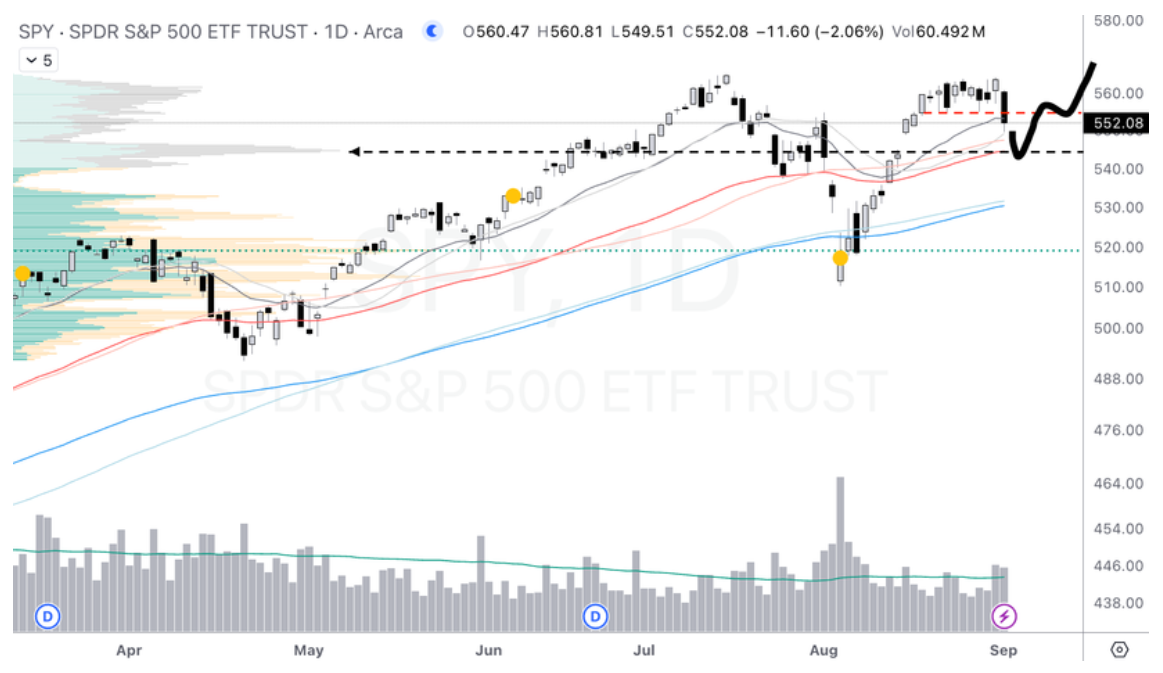 SPY · SPDR S&P 500 ETF TRUST · 1D · Arca O560.47 H560.81 L549.51 C552.08 −11.60 (−2.06%) Vol60.492M
5
580.00
560.00
552.08
540.00
530.00
520.00
510.00
500.00
488.00
476.00
464.00
454.00
446.00
438.00
SPY, 1D
SPDR S&P 500 ETF TRUST
D
D
Apr May Jun Jul Aug Sep